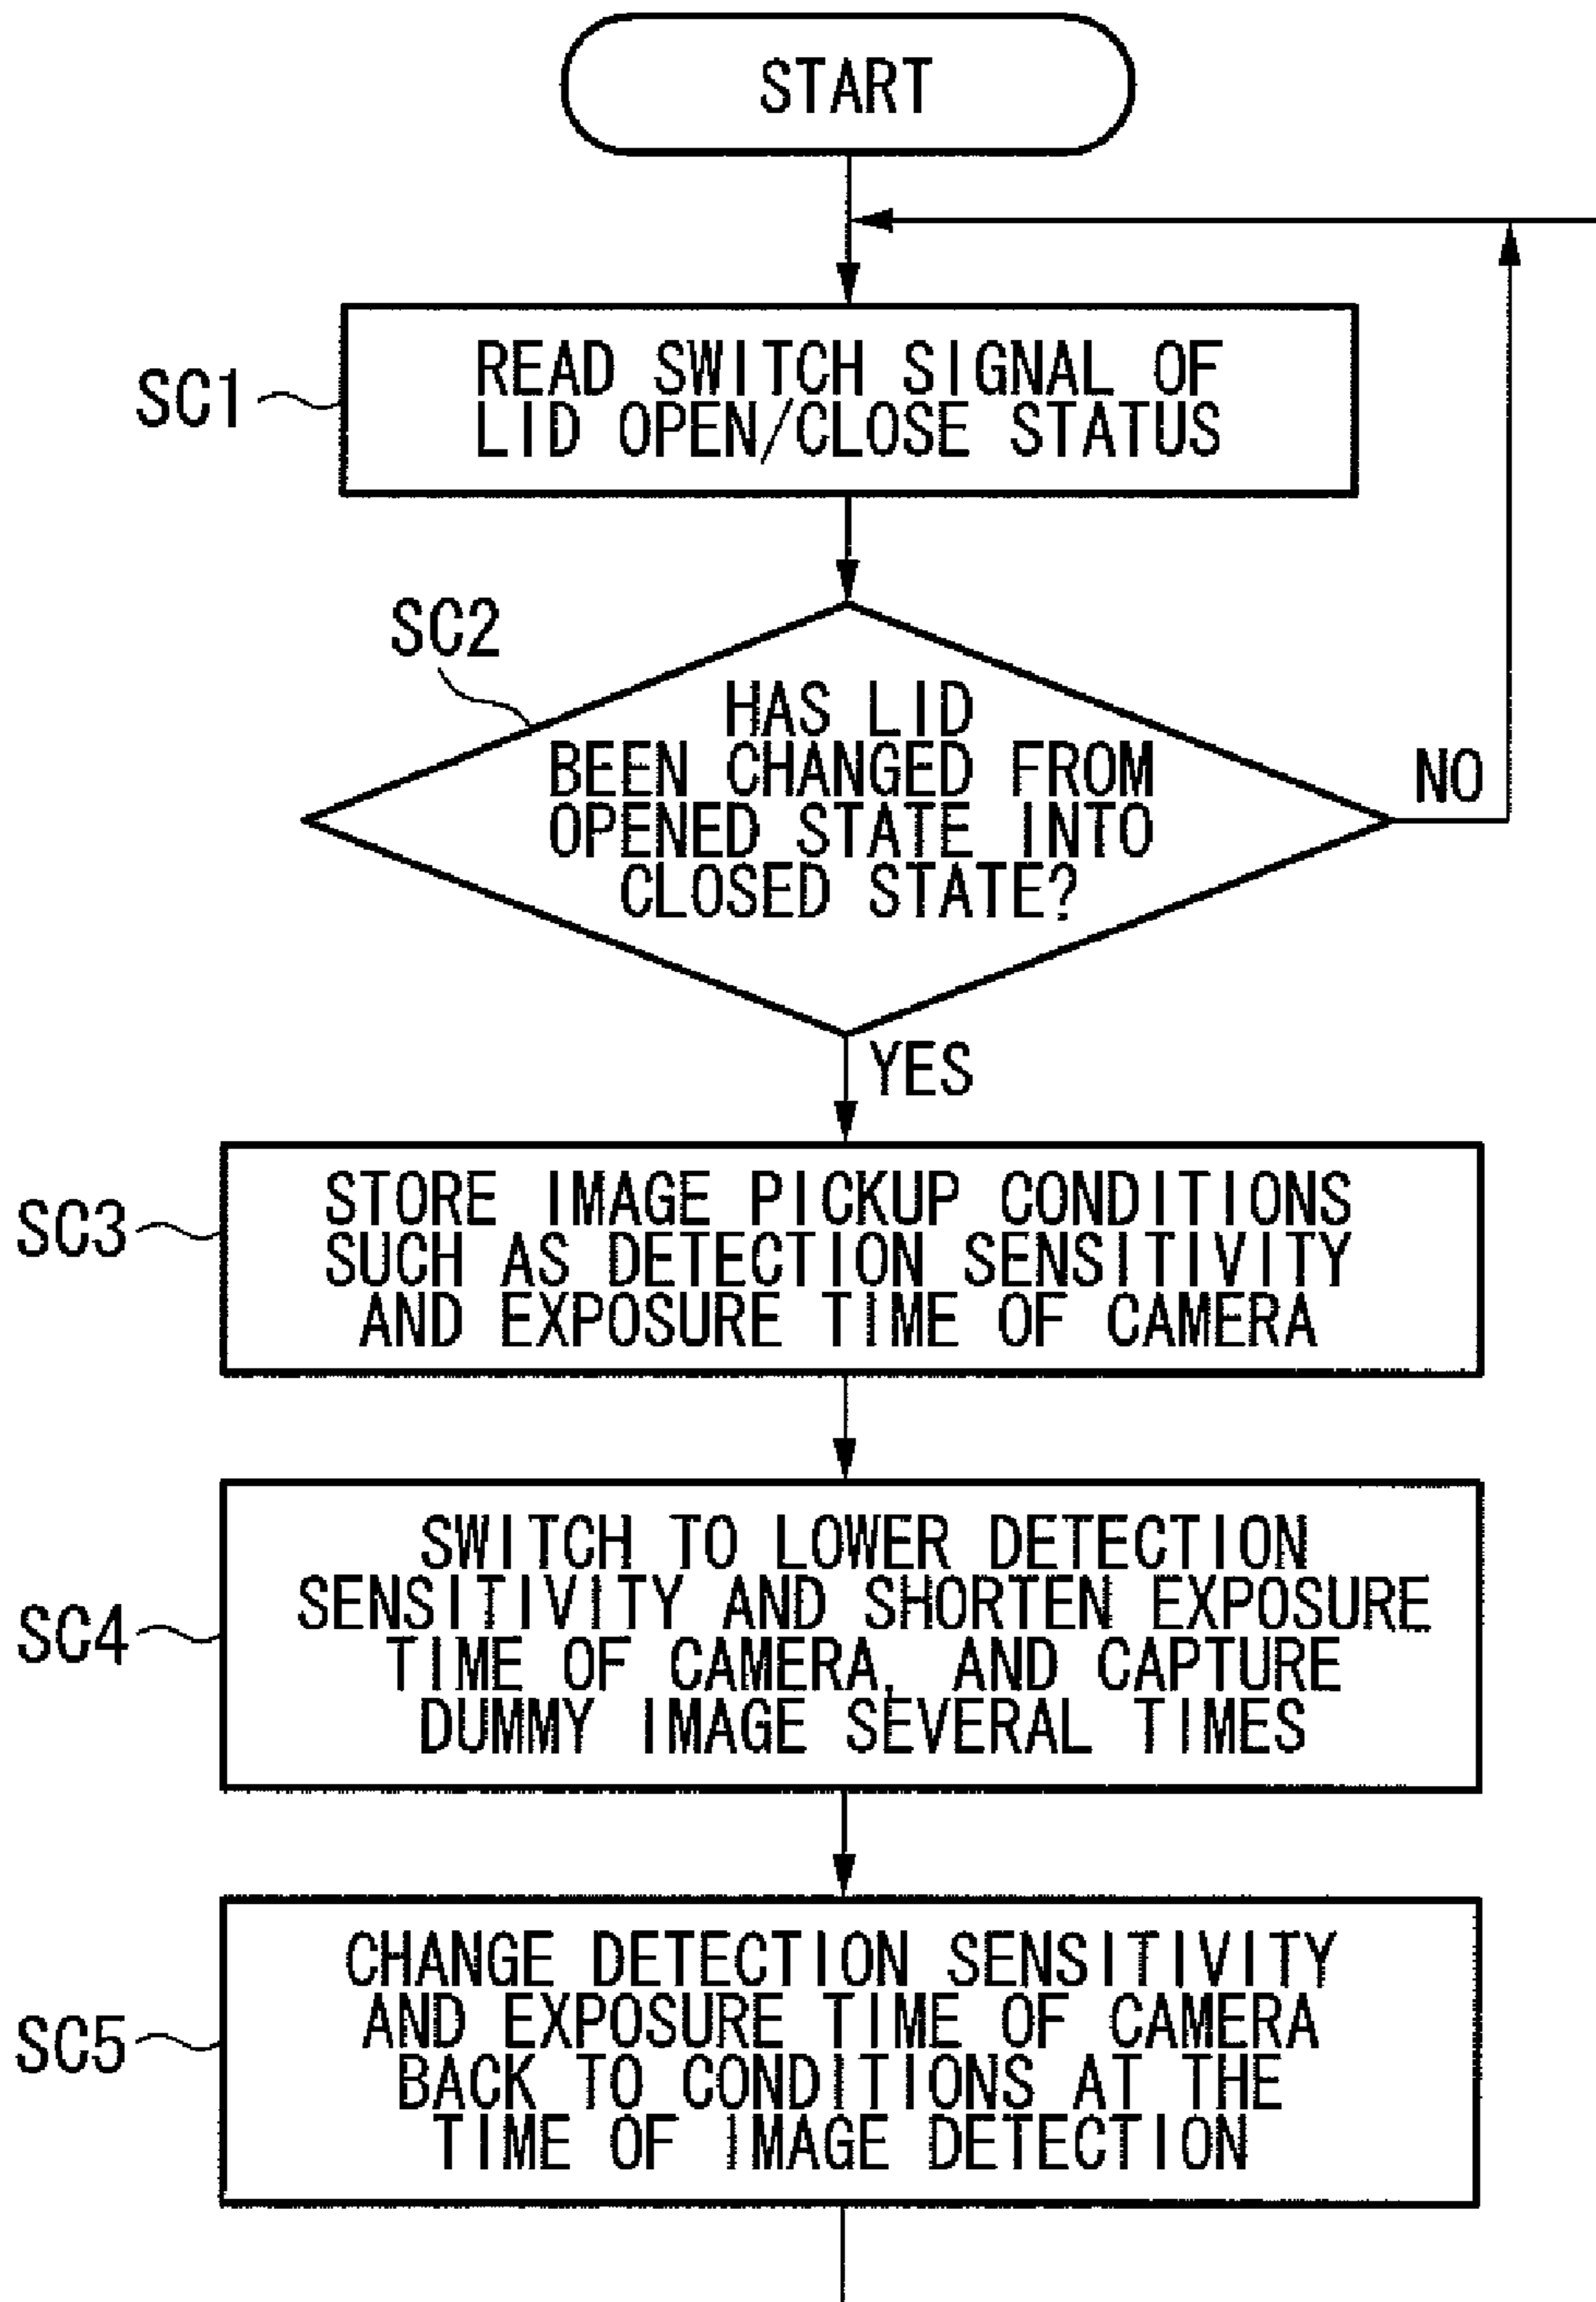 START
SC1
READ SWITCH SIGNAL OF
LID OPEN/CLOSE STATUS
SC2
HAS LID
BEEN CHANGED FROM
OPENED STATE INTO
CLOSED STATE?
NO
YES
SC3
STORE IMAGE PICKUP CONDITIONS
SUCH AS DETECTION SENSITIVITY
AND EXPOSURE TIME OF CAMERA
SC4
SWITCH TO LOWER DETECTION
SENSITIVITY AND SHORTEN EXPOSURE
TIME OF CAMERA, AND CAPTURE
DUMMY IMAGE SEVERAL TIMES
SC5
CHANGE DETECTION SENSITIVITY
AND EXPOSURE TIME OF CAMERA
BACK TO CONDITIONS AT THE
TIME OF IMAGE DETECTION